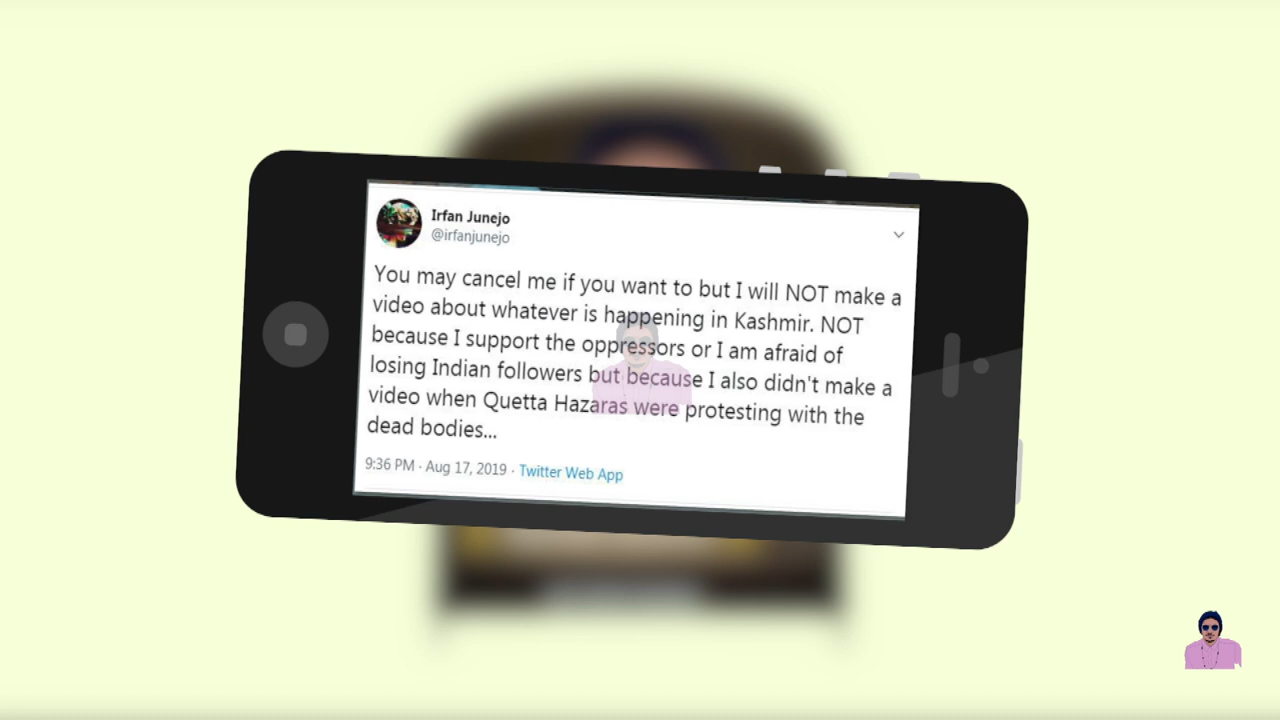 Irfan Junejo
@irfanjunejo
You may cancel me if you want to but I will NOT make a
video about whatever is happening in Kashmir. NOT
because I support the oppressors or I am afraid of
losing Indian followers but because I also didn't make a
video when Quetta Hazaras were protesting with the
dead bodies...
9:36 PM · Aug 17, 2019 · Twitter Web App